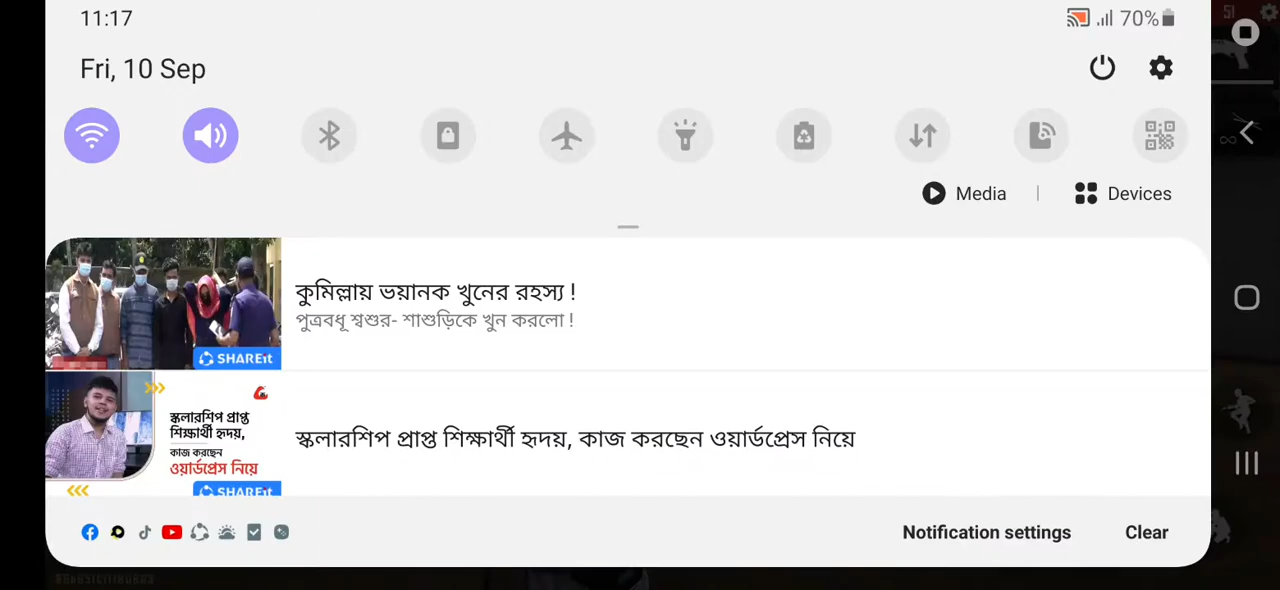 11:17
70%
Fri, 10 Sep
51
Media | Devices
কুমিল্লায় ভয়ানক খুনের রহস্য !
পুত্রবধূ শ্বশুর- শাশুড়িকে খুন করলো !
SHAREit
স্কলারশিপ প্রাপ্ত
শিক্ষার্থী হৃদয়,
কাজ করছেন
ওয়ার্ডপ্রেস নিয়ে
SHAREit
স্কলারশিপ প্রাপ্ত শিক্ষার্থী হৃদয়, কাজ করছেন ওয়ার্ডপ্রেস নিয়ে
Notification settings
Clear